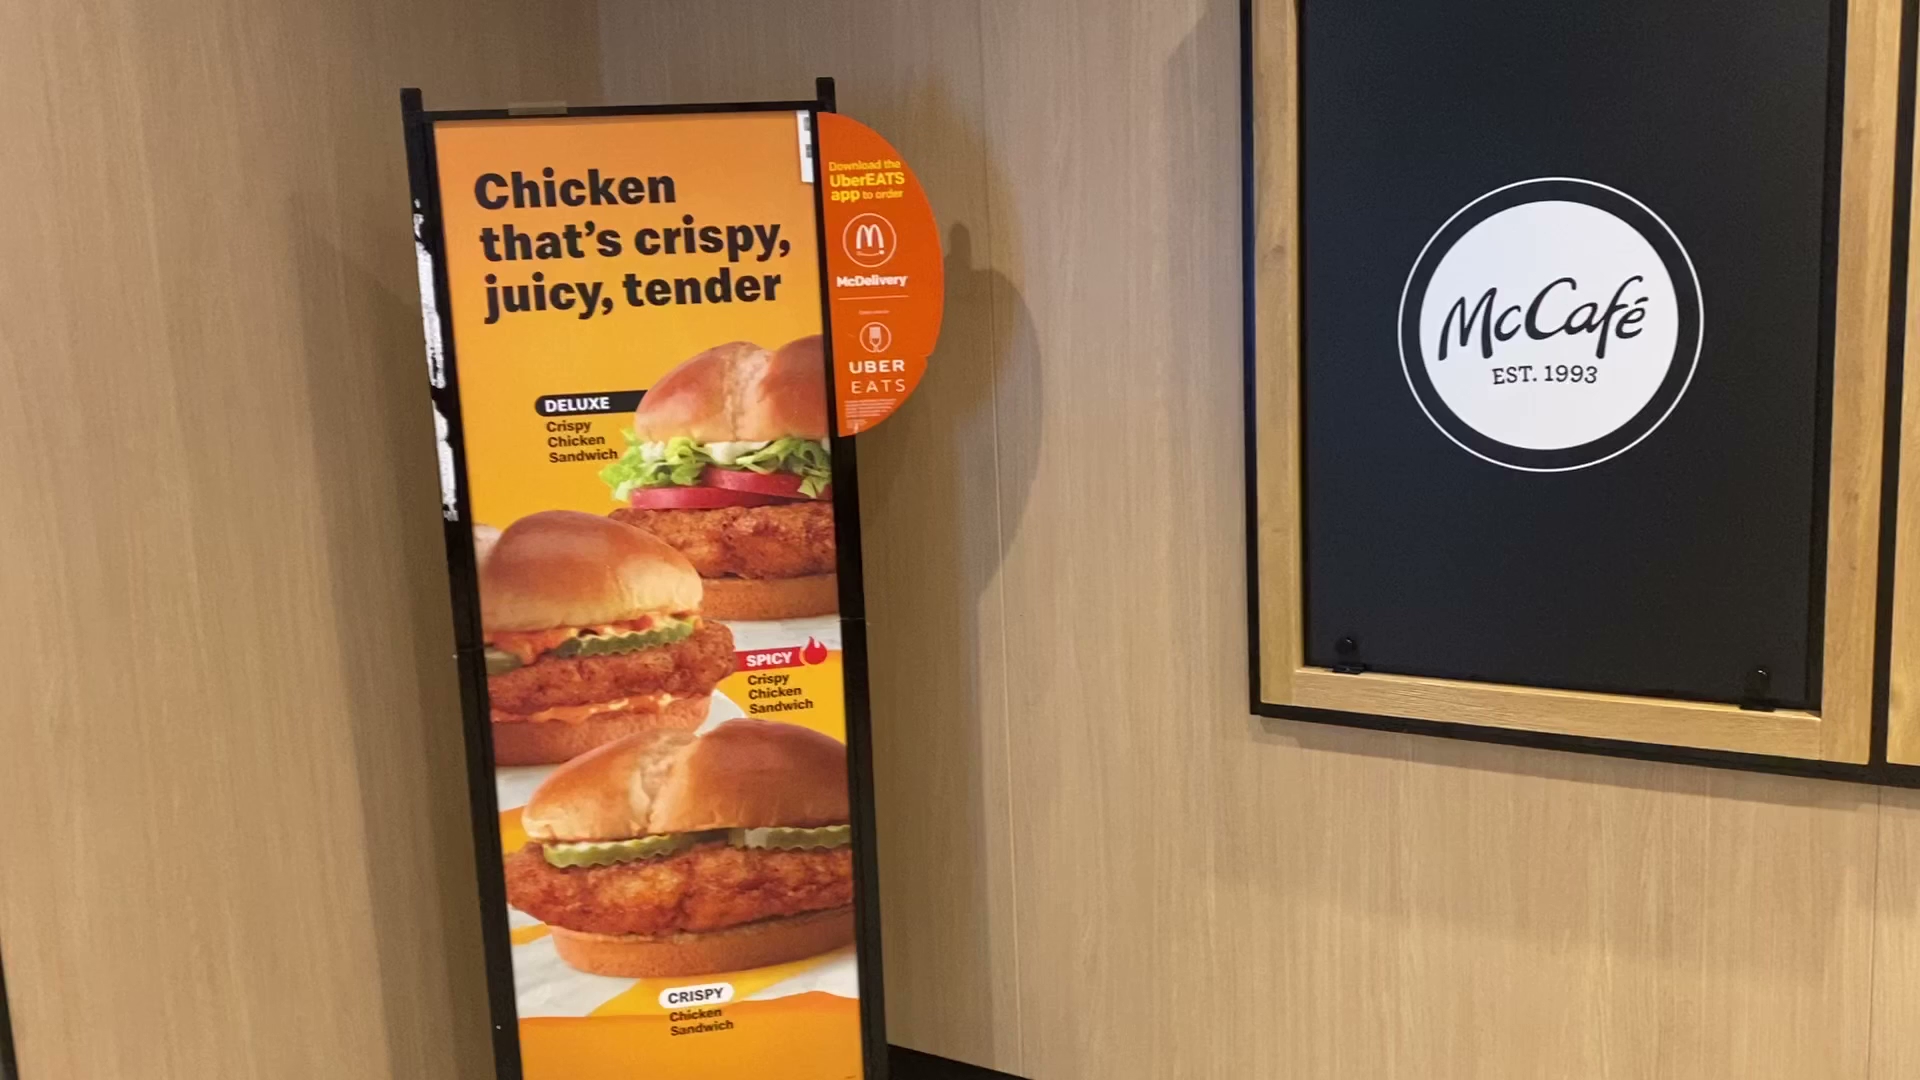 Chicken
that's crispy,
juicy, tender
DELUXE
Crispy
Chicken
Sandwich
SPICY
Crispy
Chicken
Sandwich
CRISPY
Chicken
Sandwich
Download the
UberEATS
app to order
McDelivery
UBER
EATS
McCafé
EST. 1993